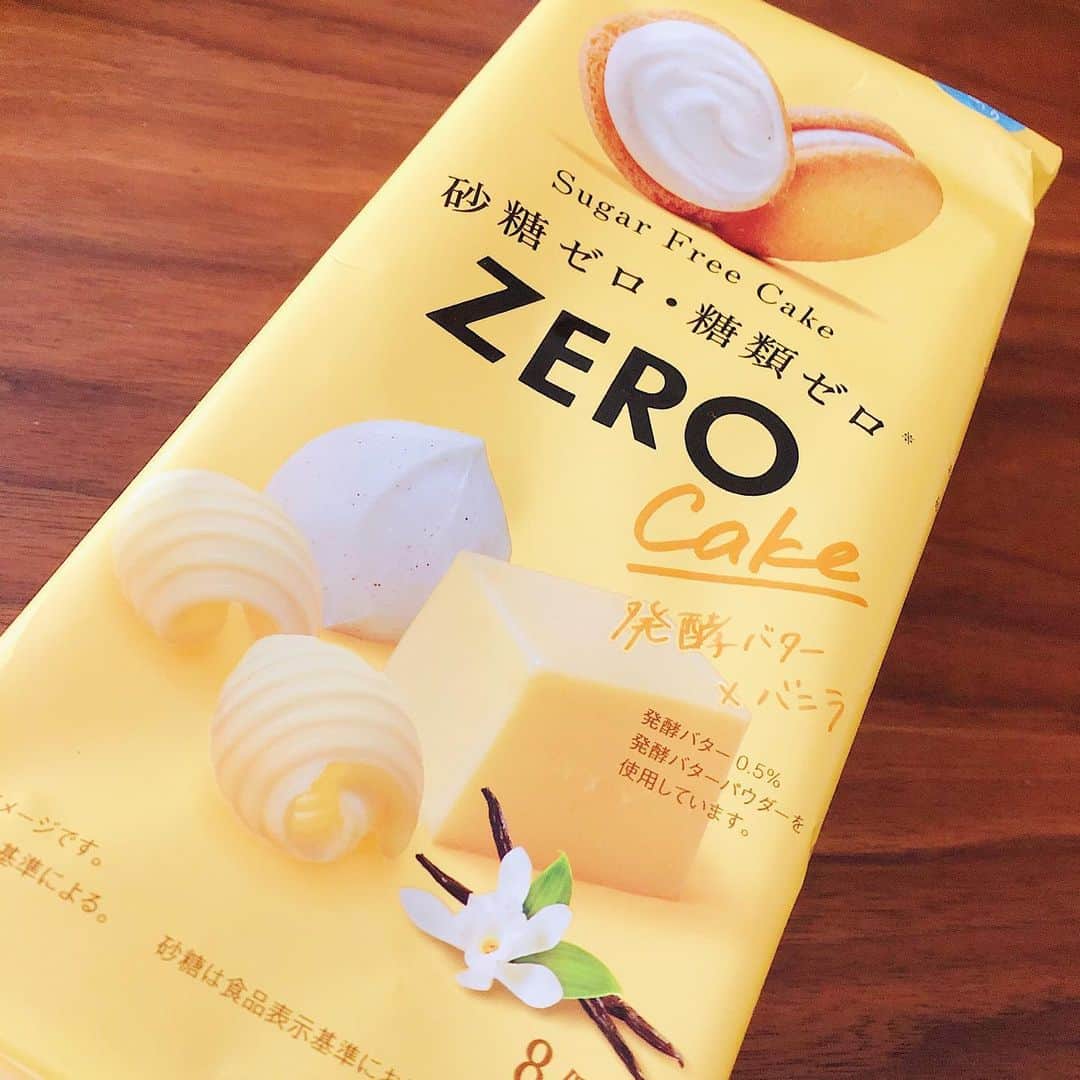 Sugar Free Cake
砂糖ゼロ・糖類ゼロ※
ZERO
Cake
発酵バター
×バニラ
発酵バター0.5%
発酵バターパウダーを
使用しています。
メージです。
基準による。
砂糖は食品表示基準にお
8